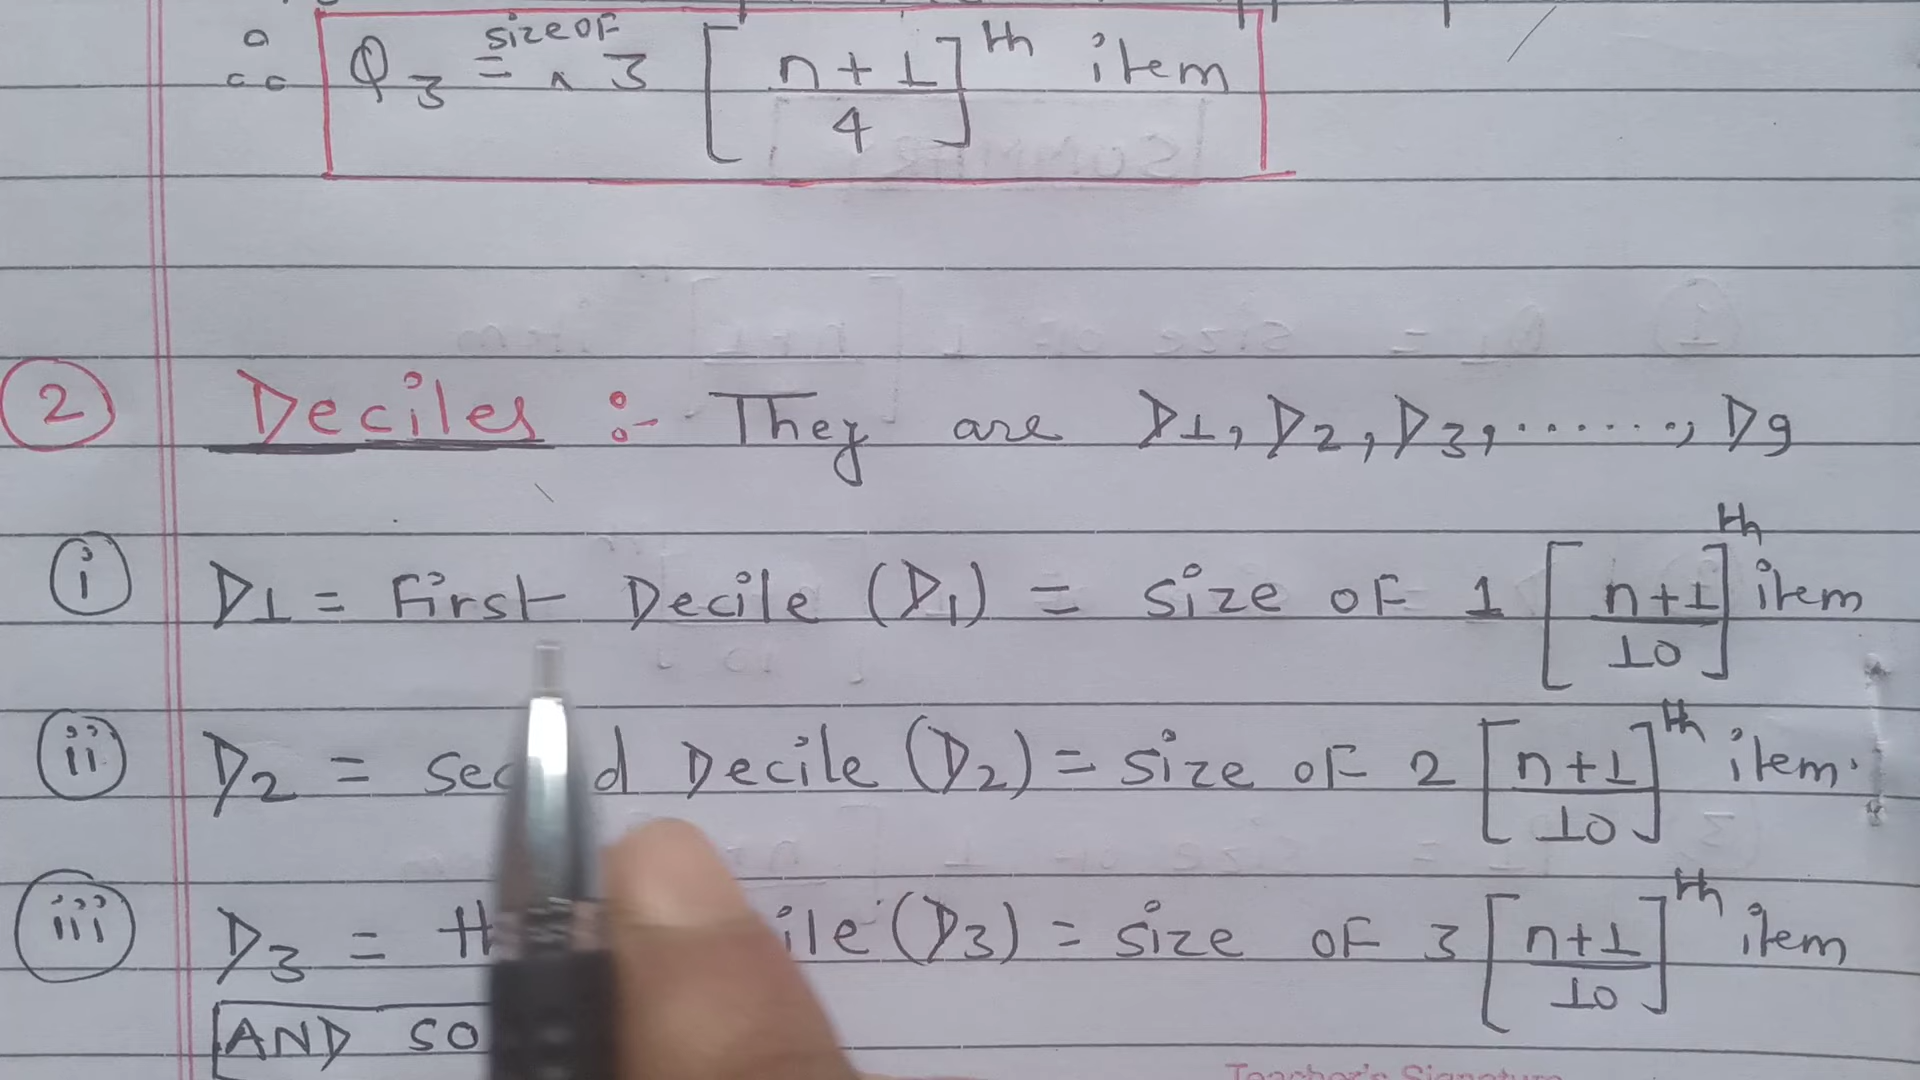 ∴ Q3 = size of 3 [n+1/4]th item
2 Deciles :- They are D1, D2, D3, ......., D9
i D1 = First Decile (D1) = size of 1 [n+1/10]th item
ii D2 = Decile (D2) = size of 2 [n+1/10]th item.
iii D3 = (D3) = size of 3 [n+1/10]th item
AND SO
Teacher's Signature